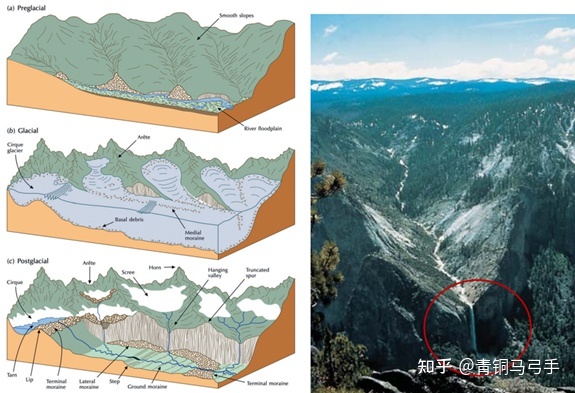 (a) Preglacial
Smooth slopes
River floodplain
(b) Glacial
Arête
Cirque
glacier
Basal debris
Medial
moraine
(c) Postglacial
Arête
Scree
Horn
Hanging
valley
Truncated
spur
Cirque
Tarn
Lip
Terminal
moraine
Lateral
moraine
Step
Ground moraine
Terminal moraine
知乎 @青铜马弓手